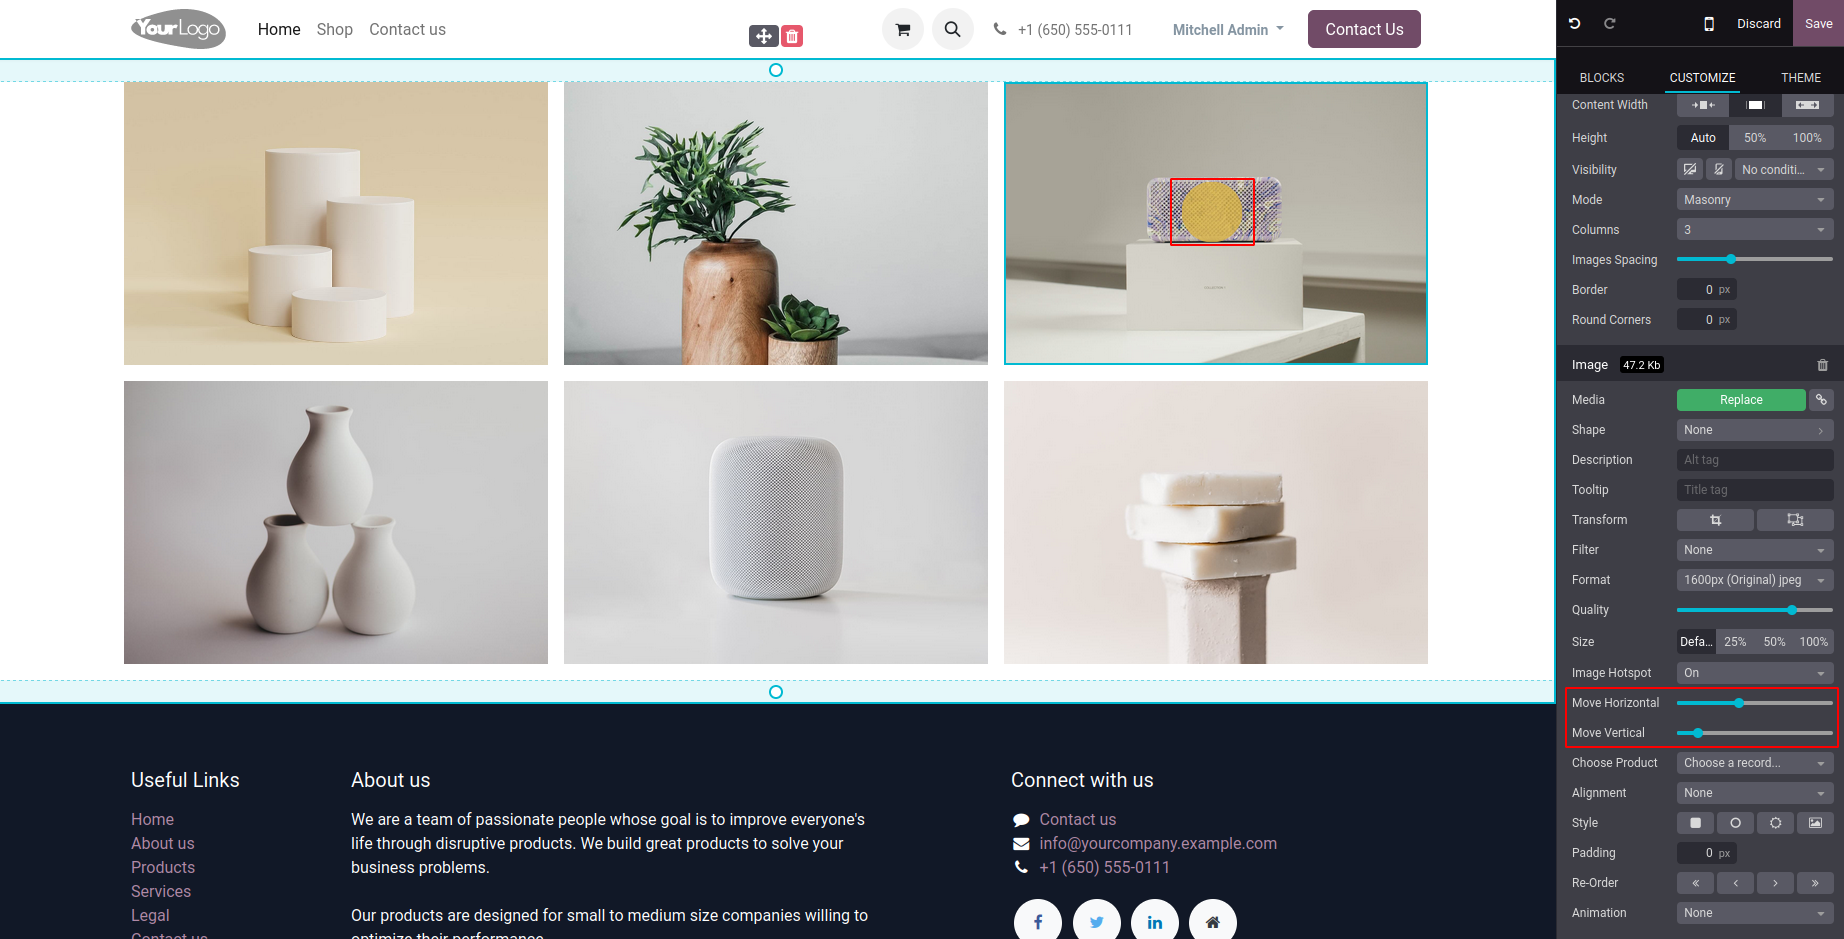 YourLogo
Home
Shop
Contact us
+1 (650) 555-0111
Mitchell Admin
Contact Us
Discard
Save
BLOCKS
CUSTOMIZE
THEME
Content Width
Height
Auto
50%
100%
Visibility
No conditi...
Mode
Masonry
Columns
3
Images Spacing
Border
0 px
Round Corners
0 px
Image
47.2 Kb
Media
Replace
Shape
None
Description
Alt tag
Tooltip
Title tag
Transform
Filter
None
Format
1600px (Original) jpeg
Quality
Size
Defa...
25%
50%
100%
Image Hotspot
On
Move Horizontal
Move Vertical
Choose Product
Choose a record...
Alignment
None
Style
Padding
0 px
Re-Order
Animation
None
Useful Links
Home
About us
Products
Services
Legal
Contact us
About us
We are a team of passionate people whose goal is to improve everyone's
life through disruptive products. We build great products to solve your
business problems.
Our products are designed for small to medium size companies willing to
optimize their performance.
Connect with us
Contact us
info@yourcompany.example.com
+1 (650) 555-0111